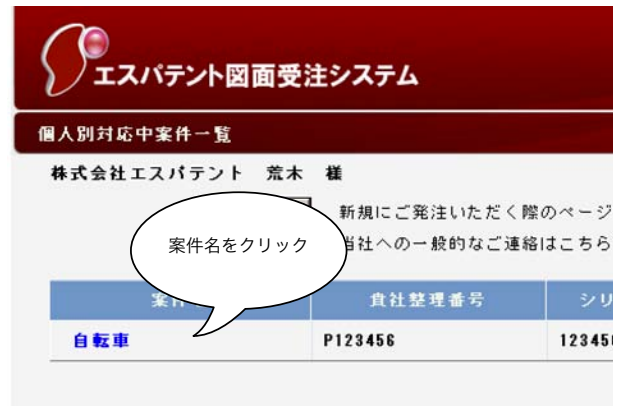 エスパテント図面受注システム
個人別対応中案件一覧
株式会社エスパテント 荒木 様
新規にご発注いただく際のページ
案件名をクリック
当社への一般的なご連絡はこちら
案件 貴社整理番号 シリ
自転車 P123456 123456